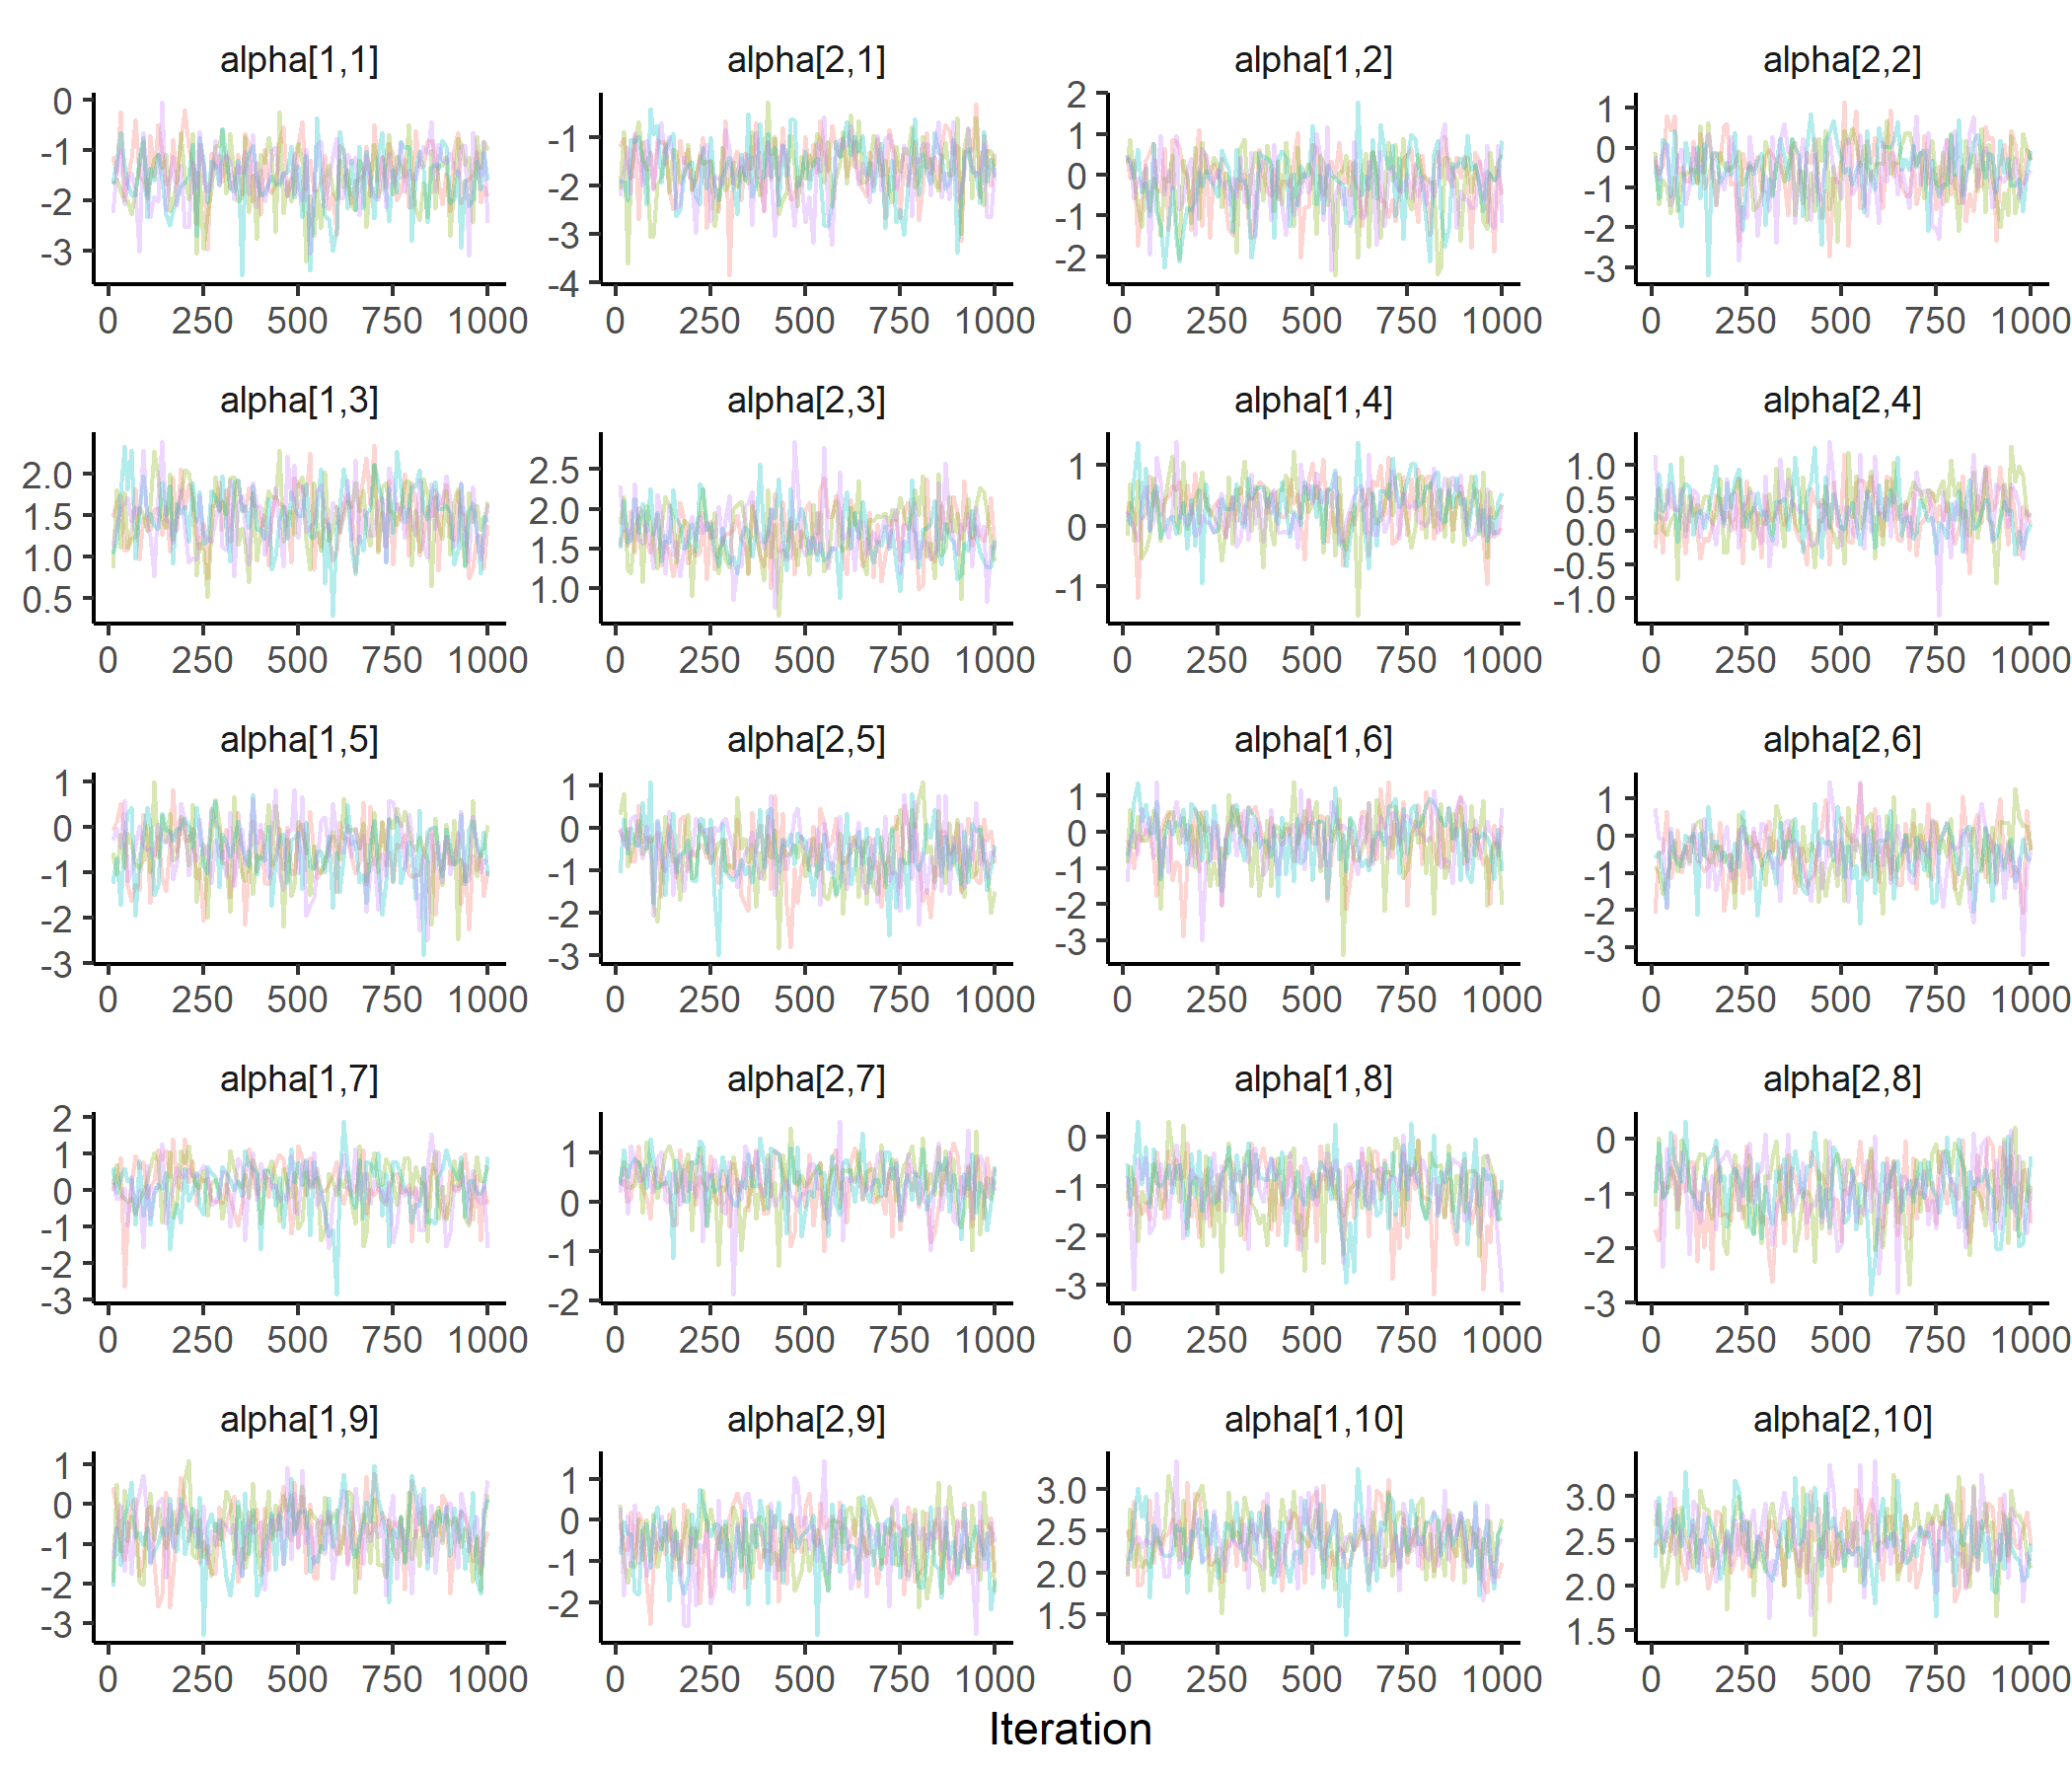 alpha[1,1] alpha[2,1] alpha[1,2] alpha[2,2]
0 -1 -2 -3 -1 -2 -3 -4 2 1 0 -1 -2 1 0 -1 -2 -3
0 250 500 750 1000 0 250 500 750 1000 0 250 500 750 1000 0 250 500 750 1000
alpha[1,3] alpha[2,3] alpha[1,4] alpha[2,4]
2.0 1.5 1.0 0.5 2.5 2.0 1.5 1.0 1 0 -1 1.0 0.5 0.0 -0.5 -1.0
0 250 500 750 1000 0 250 500 750 1000 0 250 500 750 1000 0 250 500 750 1000
alpha[1,5] alpha[2,5] alpha[1,6] alpha[2,6]
1 0 -1 -2 -3 1 0 -1 -2 -3 1 0 -1 -2 -3 1 0 -1 -2 -3
0 250 500 750 1000 0 250 500 750 1000 0 250 500 750 1000 0 250 500 750 1000
alpha[1,7] alpha[2,7] alpha[1,8] alpha[2,8]
2 1 0 -1 -2 -3 1 0 -1 -2 0 -1 -2 -3 0 -1 -2 -3
0 250 500 750 1000 0 250 500 750 1000 0 250 500 750 1000 0 250 500 750 1000
alpha[1,9] alpha[2,9] alpha[1,10] alpha[2,10]
1 0 -1 -2 -3 1 0 -1 -2 3.0 2.5 2.0 1.5 3.0 2.5 2.0 1.5
0 250 500 750 1000 0 250 500 750 1000 0 250 500 750 1000 0 250 500 750 1000
Iteration